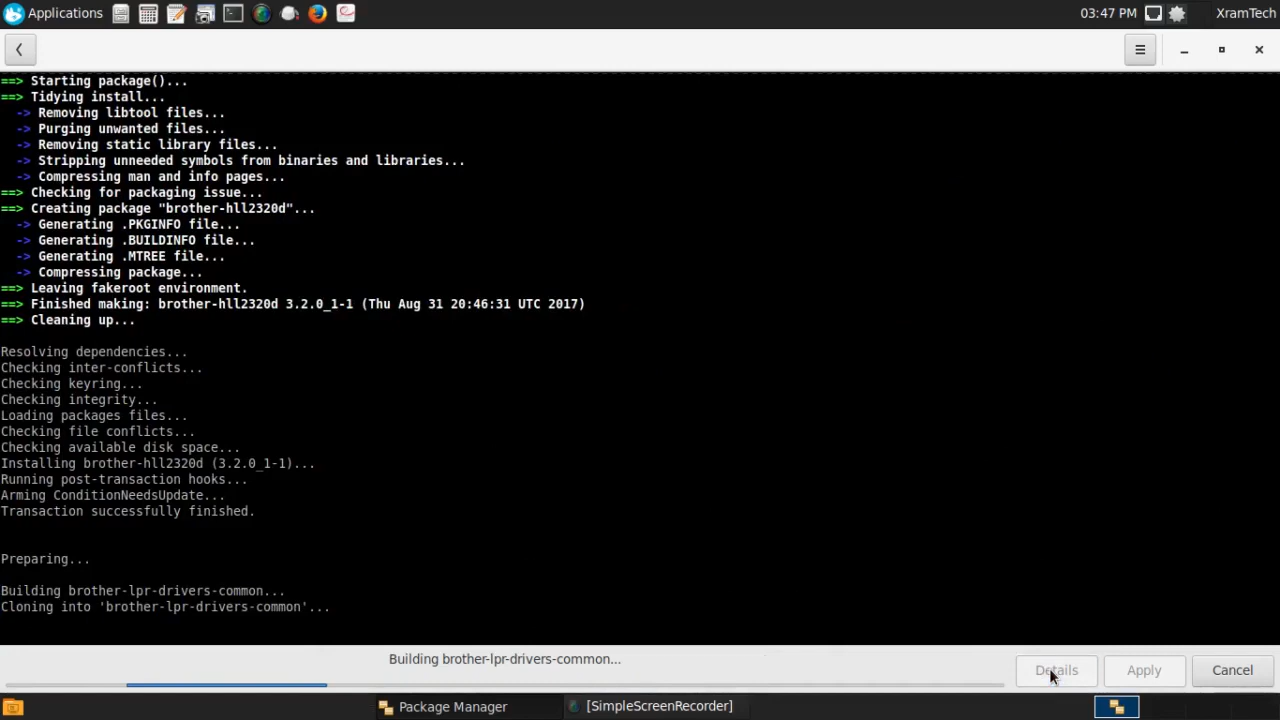 Applications
03:47 PM
XramTech
==> Starting package()...
==> Tidying install...
-> Removing libtool files...
-> Purging unwanted files...
-> Removing static library files...
-> Stripping unneeded symbols from binaries and libraries...
-> Compressing man and info pages...
==> Checking for packaging issue...
==> Creating package "brother-hll2320d"...
-> Generating .PKGINFO file...
-> Generating .BUILDINFO file...
-> Generating .MTREE file...
-> Compressing package...
==> Leaving fakeroot environment.
==> Finished making: brother-hll2320d 3.2.0_1-1 (Thu Aug 31 20:46:31 UTC 2017)
==> Cleaning up...
Resolving dependencies...
Checking inter-conflicts...
Checking keyring...
Checking integrity...
Loading packages files...
Checking file conflicts...
Checking available disk space...
Installing brother-hll2320d (3.2.0_1-1)...
Running post-transaction hooks...
Arming ConditionNeedsUpdate...
Transaction successfully finished.
Preparing...
Building brother-lpr-drivers-common...
Cloning into 'brother-lpr-drivers-common'...
Building brother-lpr-drivers-common...
Details
Apply
Cancel
Package Manager
[SimpleScreenRecorder]